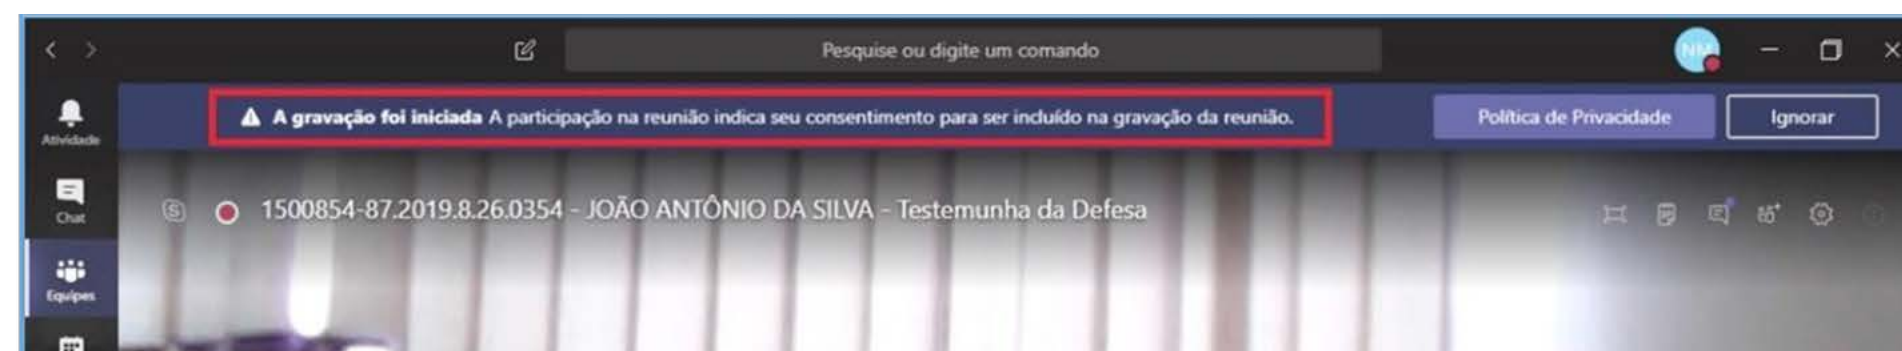 Pesquise ou digite um comando
NM
Atividade
A gravação foi iniciada A participação na reunião indica seu consentimento para ser incluído na gravação da reunião.
Política de Privacidade
Ignorar
Chat
1500854-87.2019.8.26.0354 - JOÃO ANTÔNIO DA SILVA - Testemunha da Defesa
Equipes